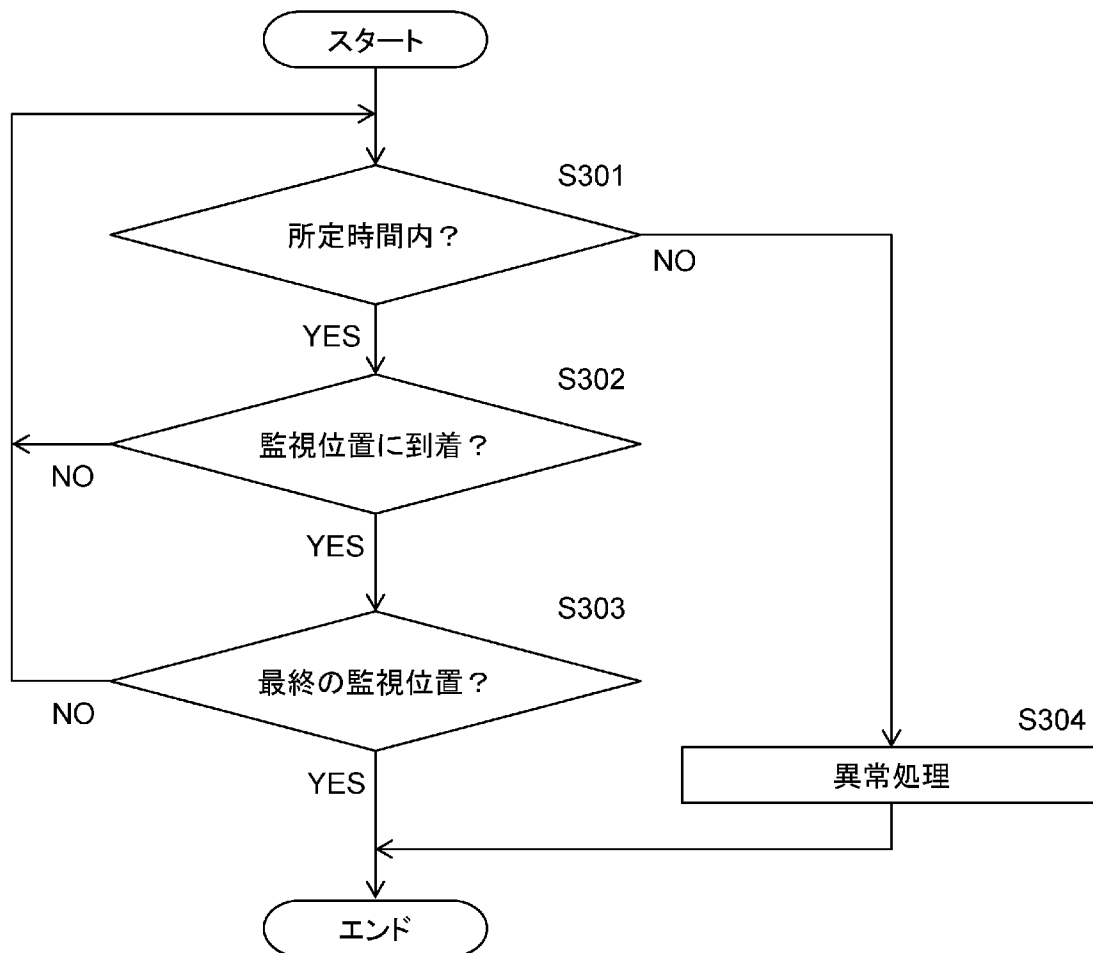 スタート
S301
所定時間内？
NO
YES
S302
監視位置に到着？
NO
YES
S303
最終の監視位置？
NO
S304
異常処理
YES
エンド